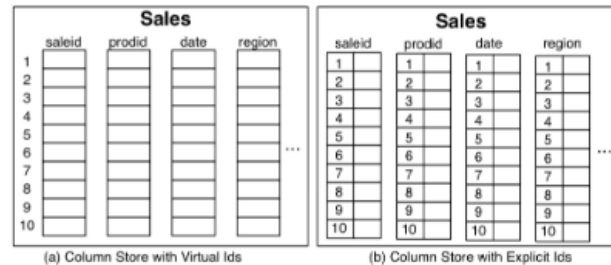 Sales
saleid prodid date region
1
2
3
4
5
6
7
8
9
10
...
(a) Column Store with Virtual Ids
Sales
saleid prodid date region
1 1 1 1
2 2 2 2
3 3 3 3
4 4 4 4
5 5 5 5
6 6 6 6
7 7 7 7
8 8 8 8
9 9 9 9
10 10 10 10
...
(b) Column Store with Explicit Ids